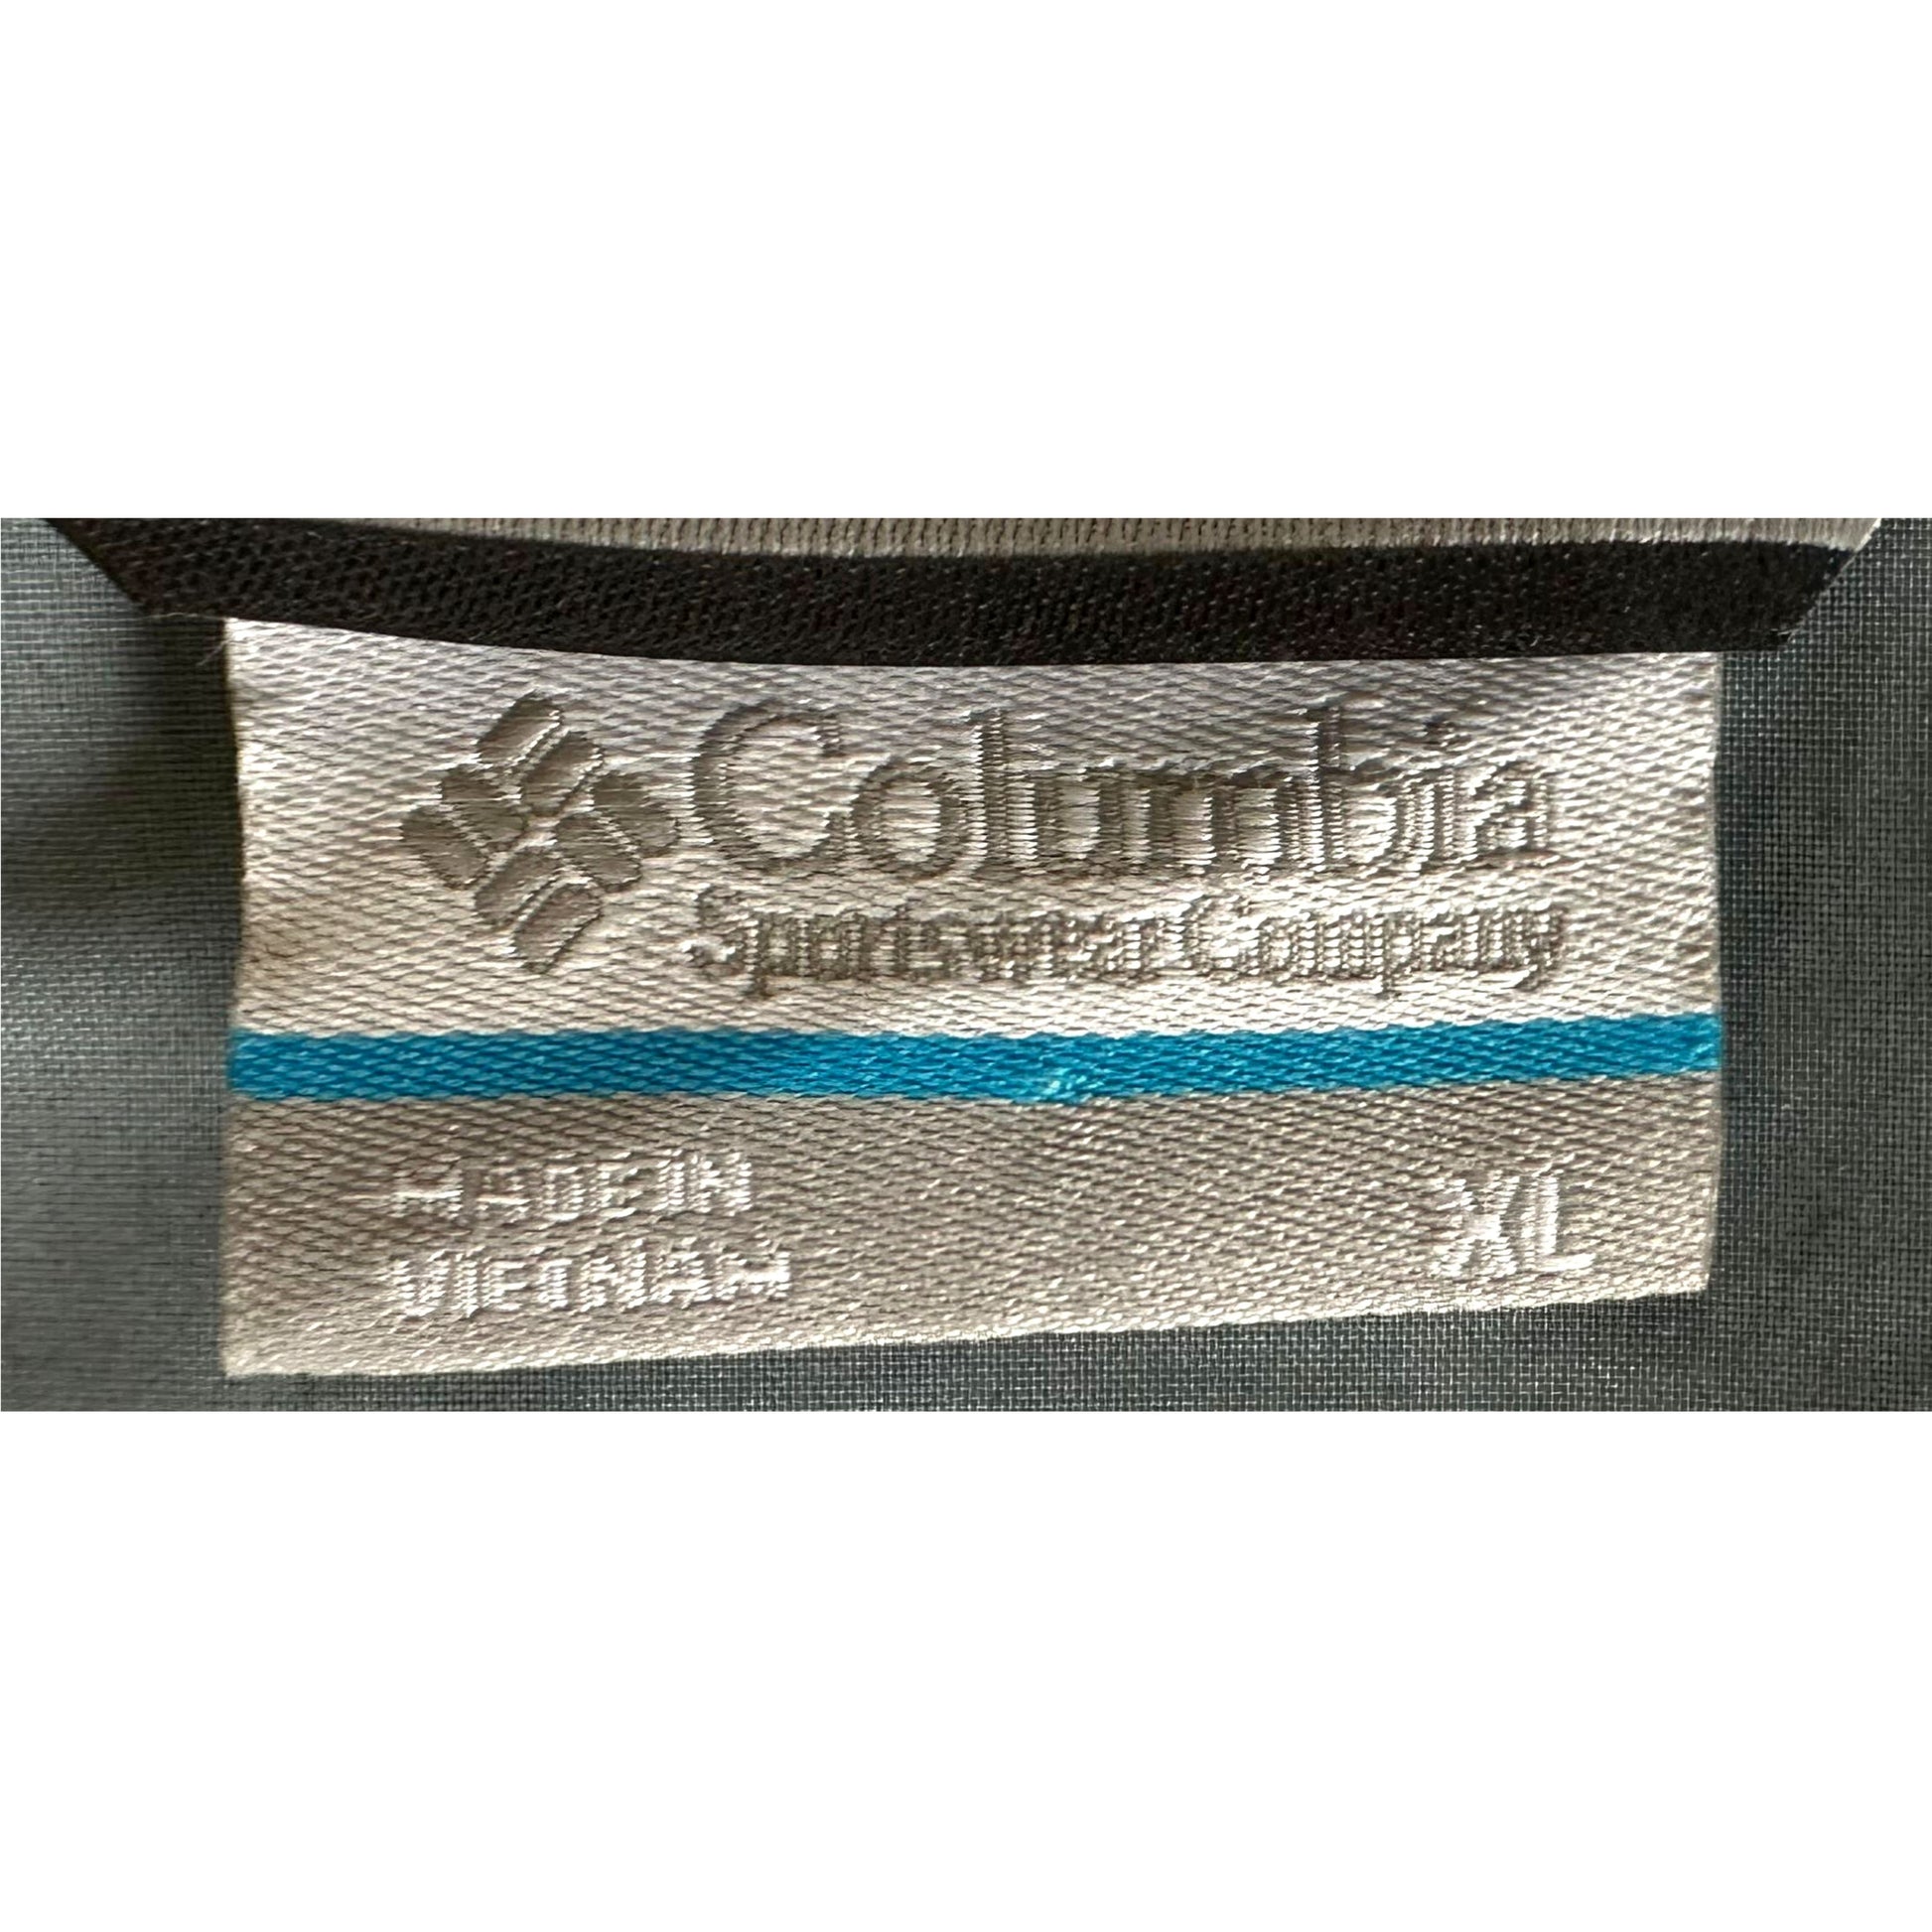 Columbia
Sportswear Company
MADE IN
VIETNAM
XL